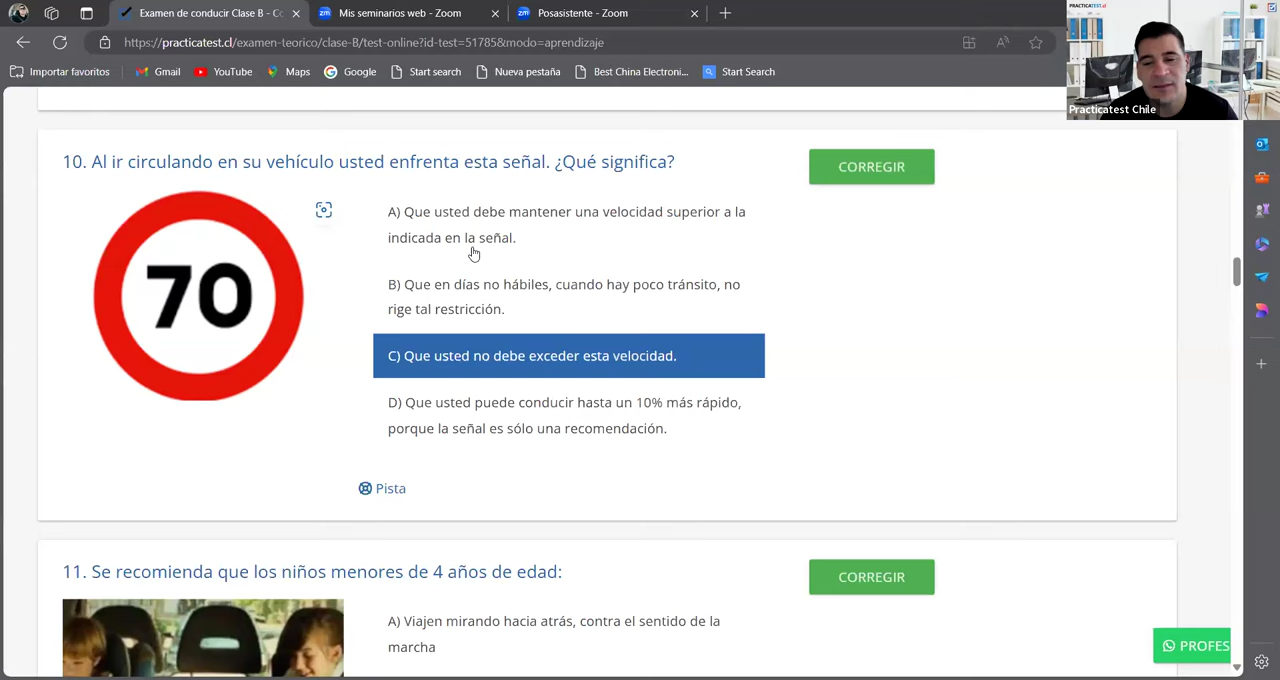 Examen de conducir Clase B - Co
Mis seminarios web - Zoom
Posasistente - Zoom
https://practicatest.cl/examen-teorico/clase-B/test-online?id-test=51785&modo=aprendizaje
Importar favoritos
Gmail
YouTube
Maps
Google
Start search
Nueva pestaña
Best China Electroni...
Start Search
PRACTICATEST.cl
Practicatest Chile
10. Al ir circulando en su vehículo usted enfrenta esta señal. ¿Qué significa?
CORREGIR
70
A) Que usted debe mantener una velocidad superior a la
indicada en la señal.
B) Que en días no hábiles, cuando hay poco tránsito, no
rige tal restricción.
C) Que usted no debe exceder esta velocidad.
D) Que usted puede conducir hasta un 10% más rápido,
porque la señal es sólo una recomendación.
Pista
11. Se recomienda que los niños menores de 4 años de edad:
CORREGIR
A) Viajen mirando hacia atrás, contra el sentido de la
marcha
PROFES